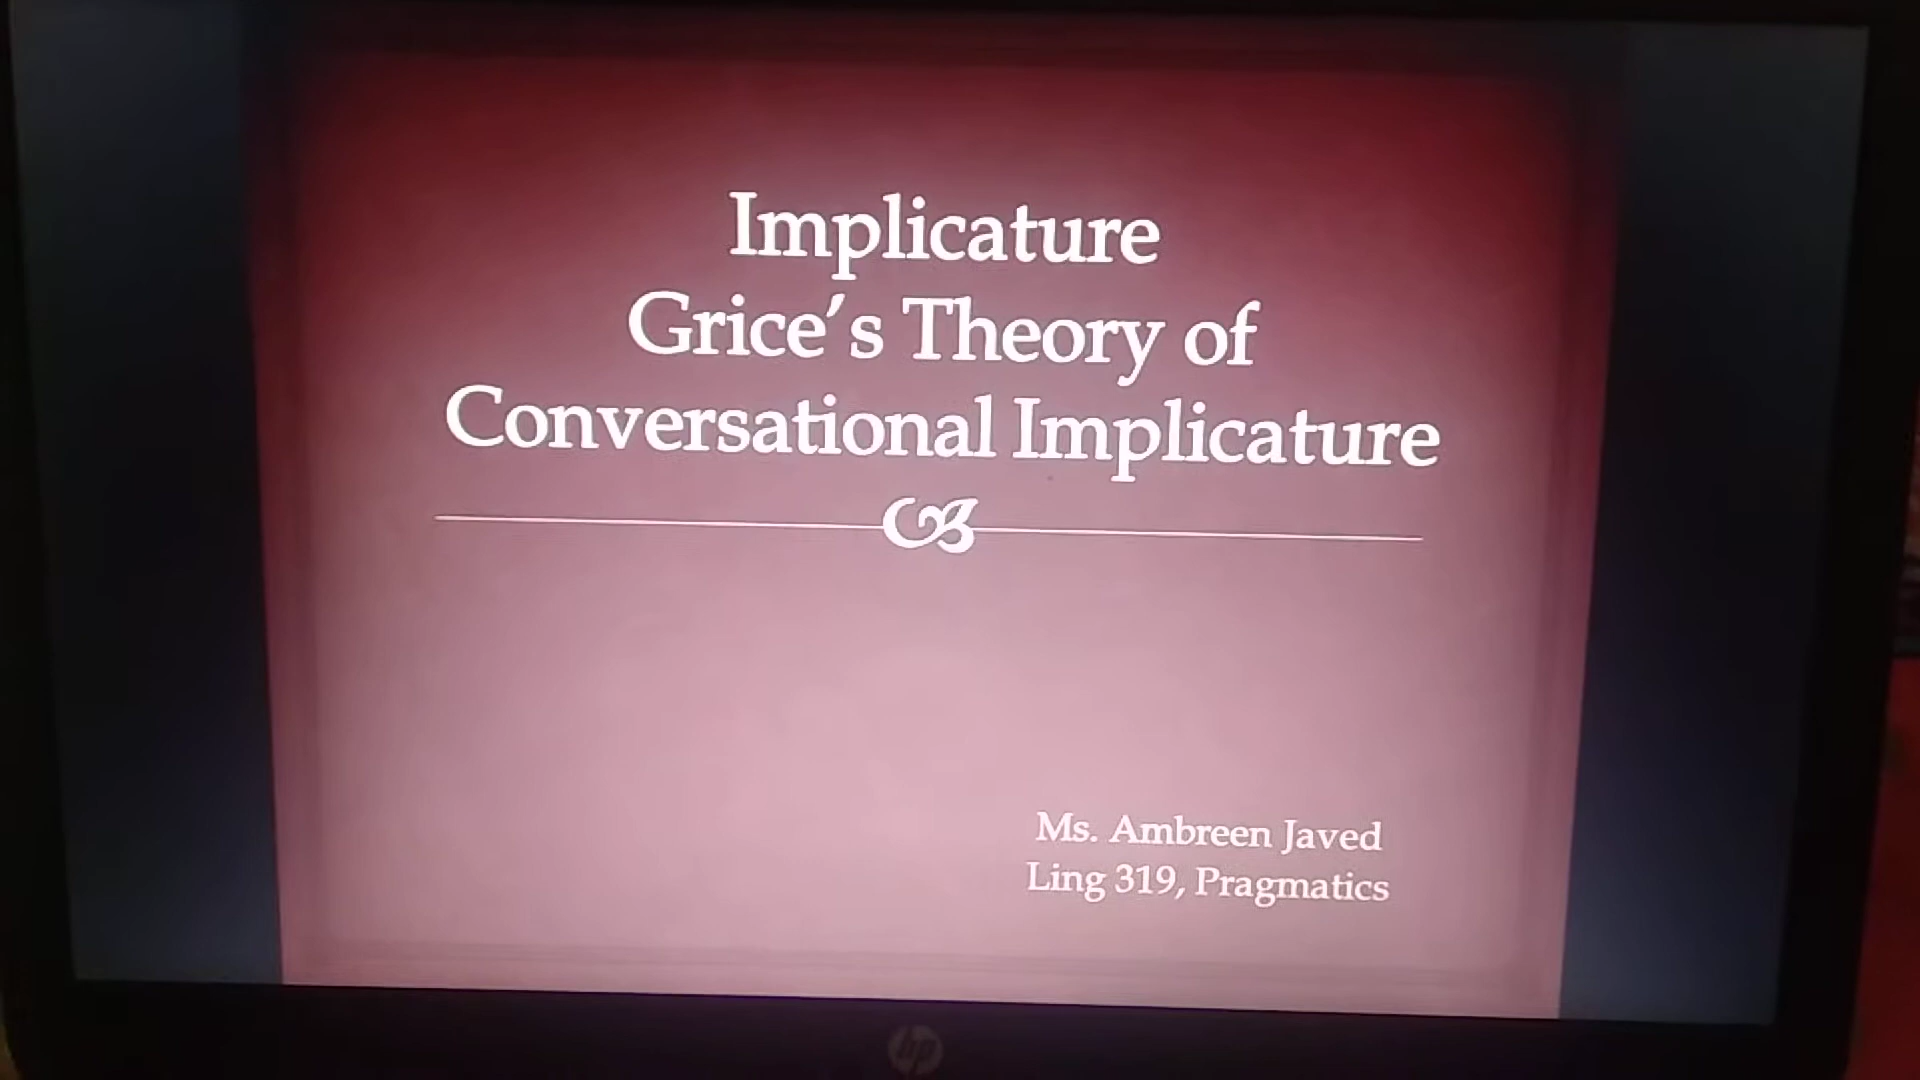 Implicature
Grice's Theory of
Conversational Implicature
Ms. Ambreen Javed
Ling 319, Pragmatics
hp